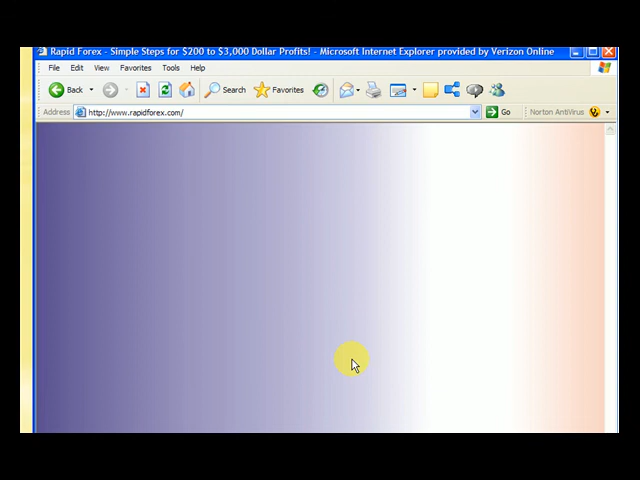 Rapid Forex - Simple Steps for $200 to $3,000 Dollar Profits! - Microsoft Internet Explorer provided by Verizon Online
File Edit View Favorites Tools Help
Back Search Favorites
Address http://www.rapidforex.com/ Go Norton AntiVirus